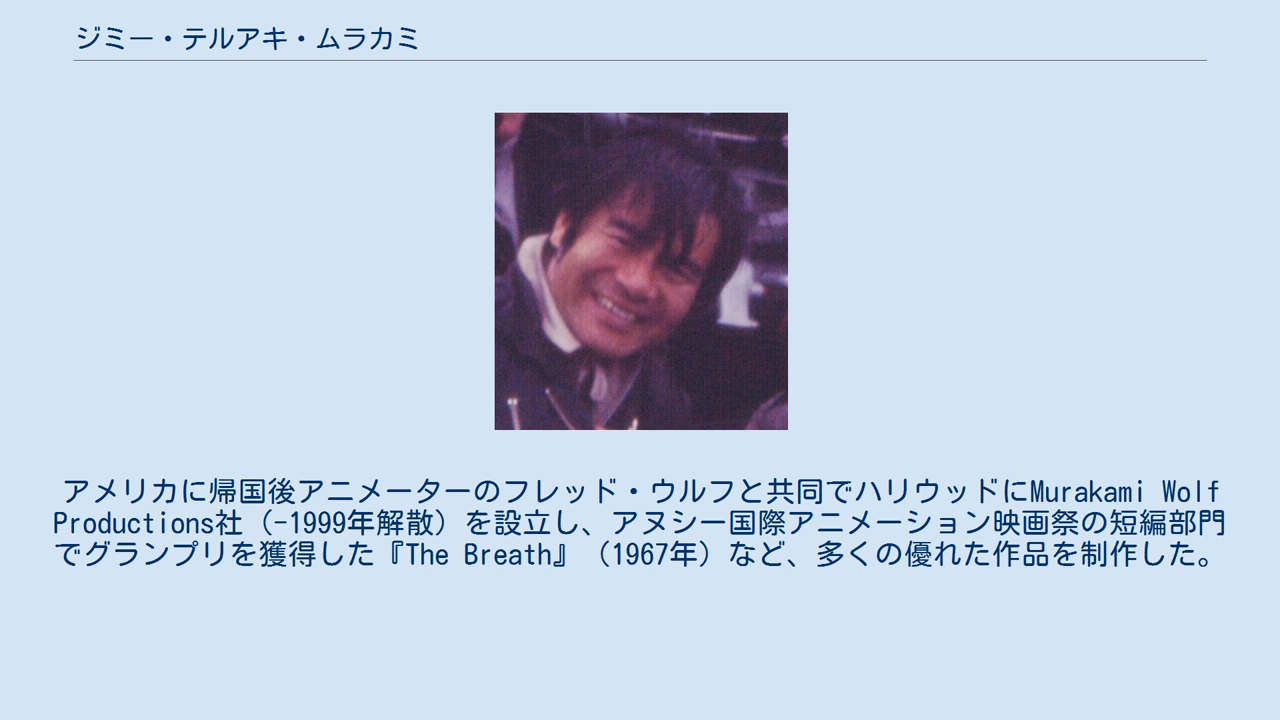 ジミー・テルアキ・ムラカミ
アメリカに帰国後アニメーターのフレッド・ウルフと共同でハリウッドにMurakami Wolf
Productions社（-1999年解散）を設立し、アヌシー国際アニメーション映画祭の短編部門
でグランプリを獲得した『The Breath』（1967年）など、多くの優れた作品を制作した。